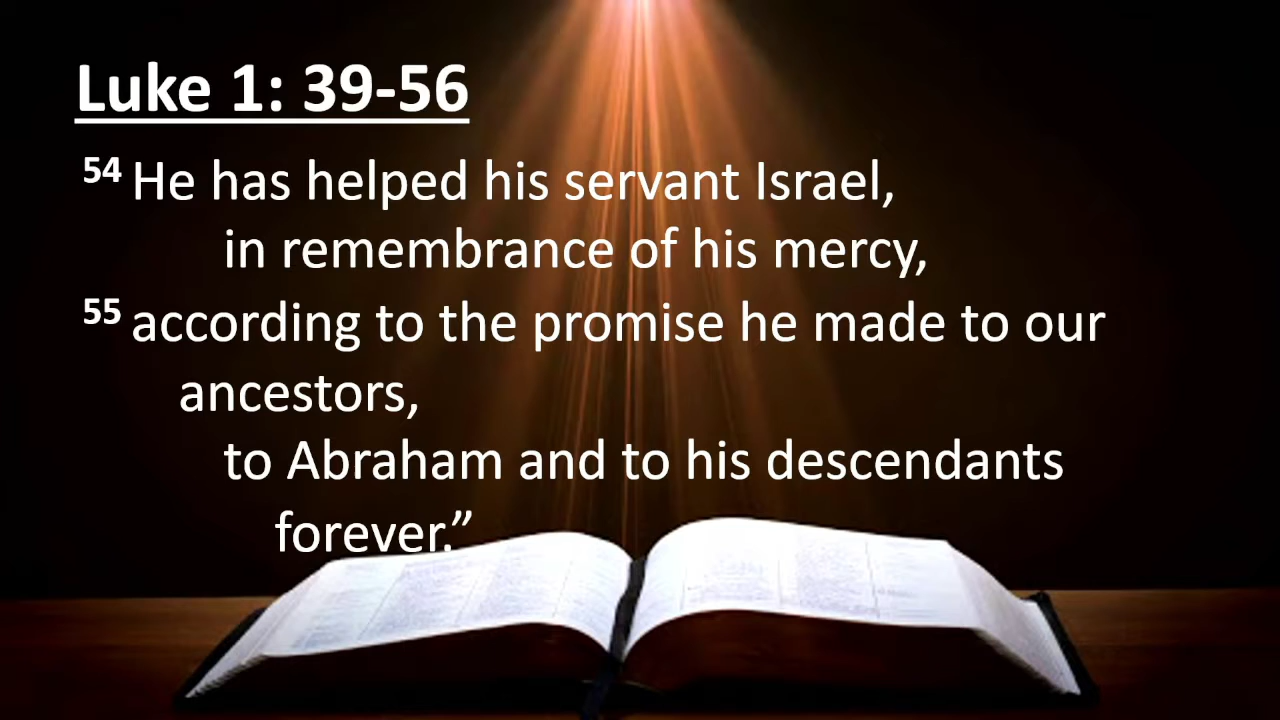 Luke 1: 39-56
54 He has helped his servant Israel,
in remembrance of his mercy,
55 according to the promise he made to our
ancestors,
to Abraham and to his descendants
forever.”